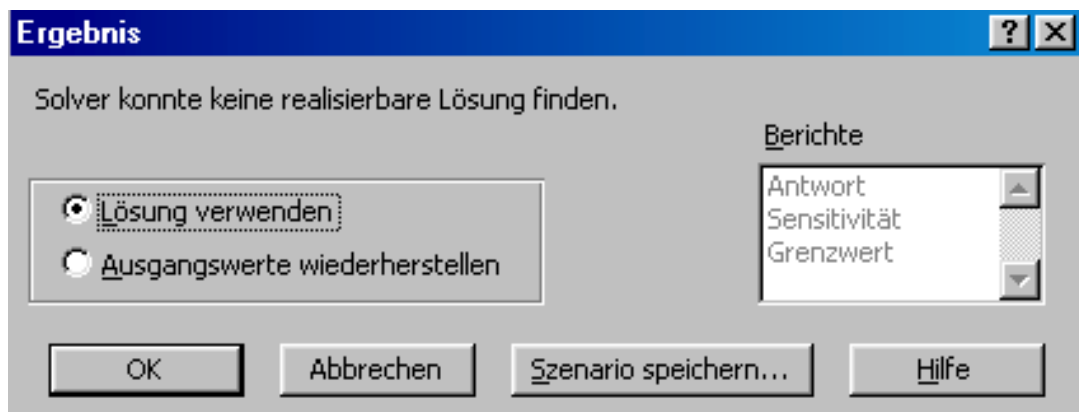 Ergebnis
Solver konnte keine realisierbare Lösung finden.
Berichte
Lösung verwenden
Ausgangswerte wiederherstellen
Antwort
Sensitivität
Grenzwert
OK
Abbrechen
Szenario speichern...
Hilfe